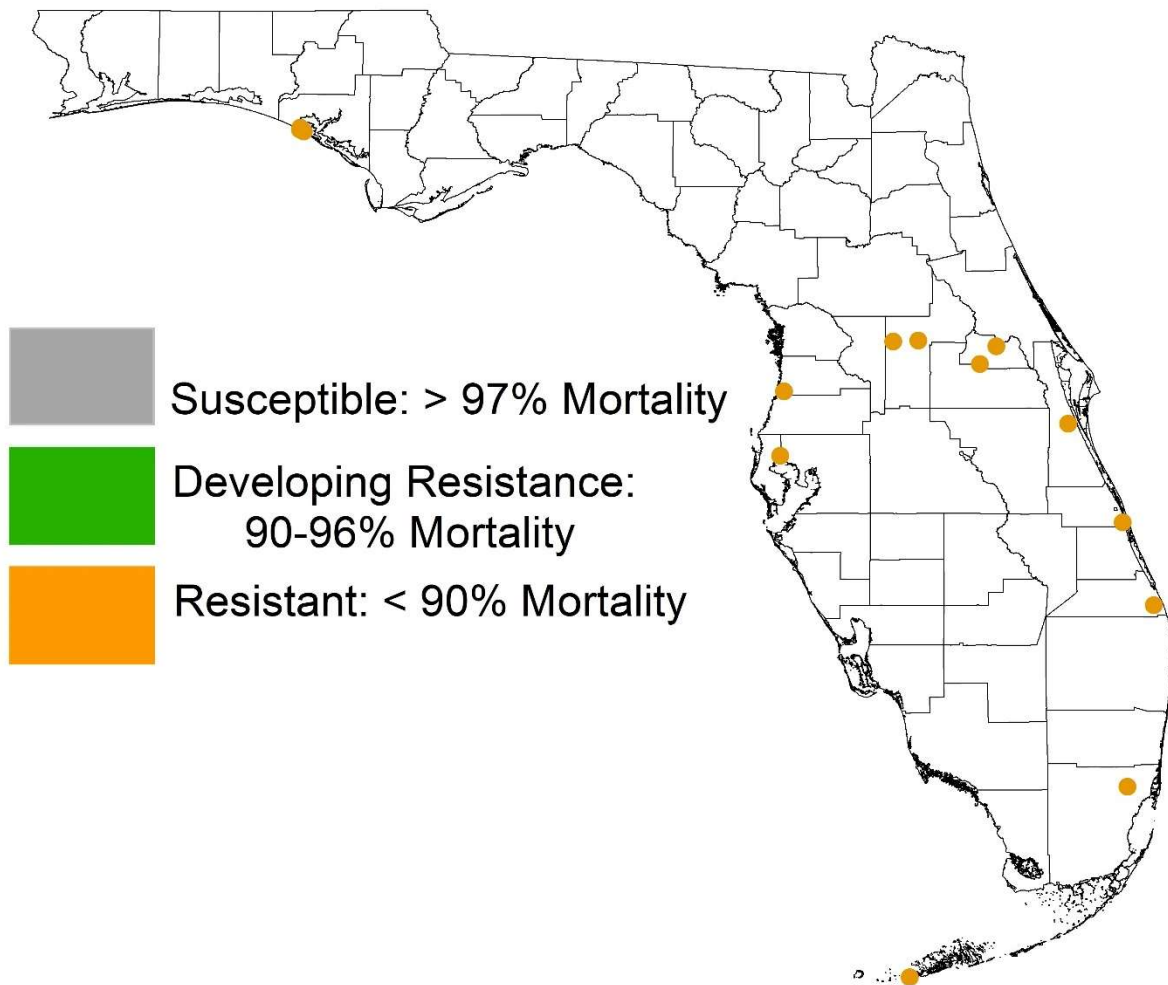 Susceptible: > 97% Mortality
Developing Resistance:
90-96% Mortality
Resistant: < 90% Mortality